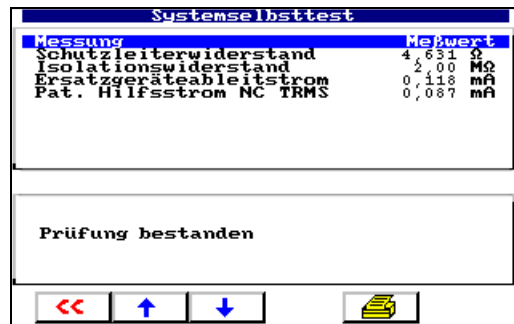 Systemselbsttest
Messung Meßwert
Schutzleiterwiderstand 4,631 Ω
Isolationswiderstand 2,00 MΩ
Ersatzgeräteableitstrom 0,118 mA
Pat. Hilfsstrom NC TRMS 0,087 mA
Prüfung bestanden
<<